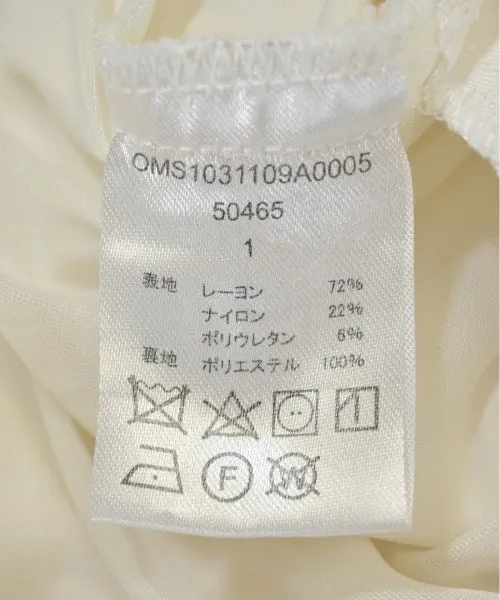 OMS1031109A0005
50465
1
表地 レーヨン 72%
ナイロン 22%
ポリウレタン 6%
裏地 ポリエステル 100%
F
W